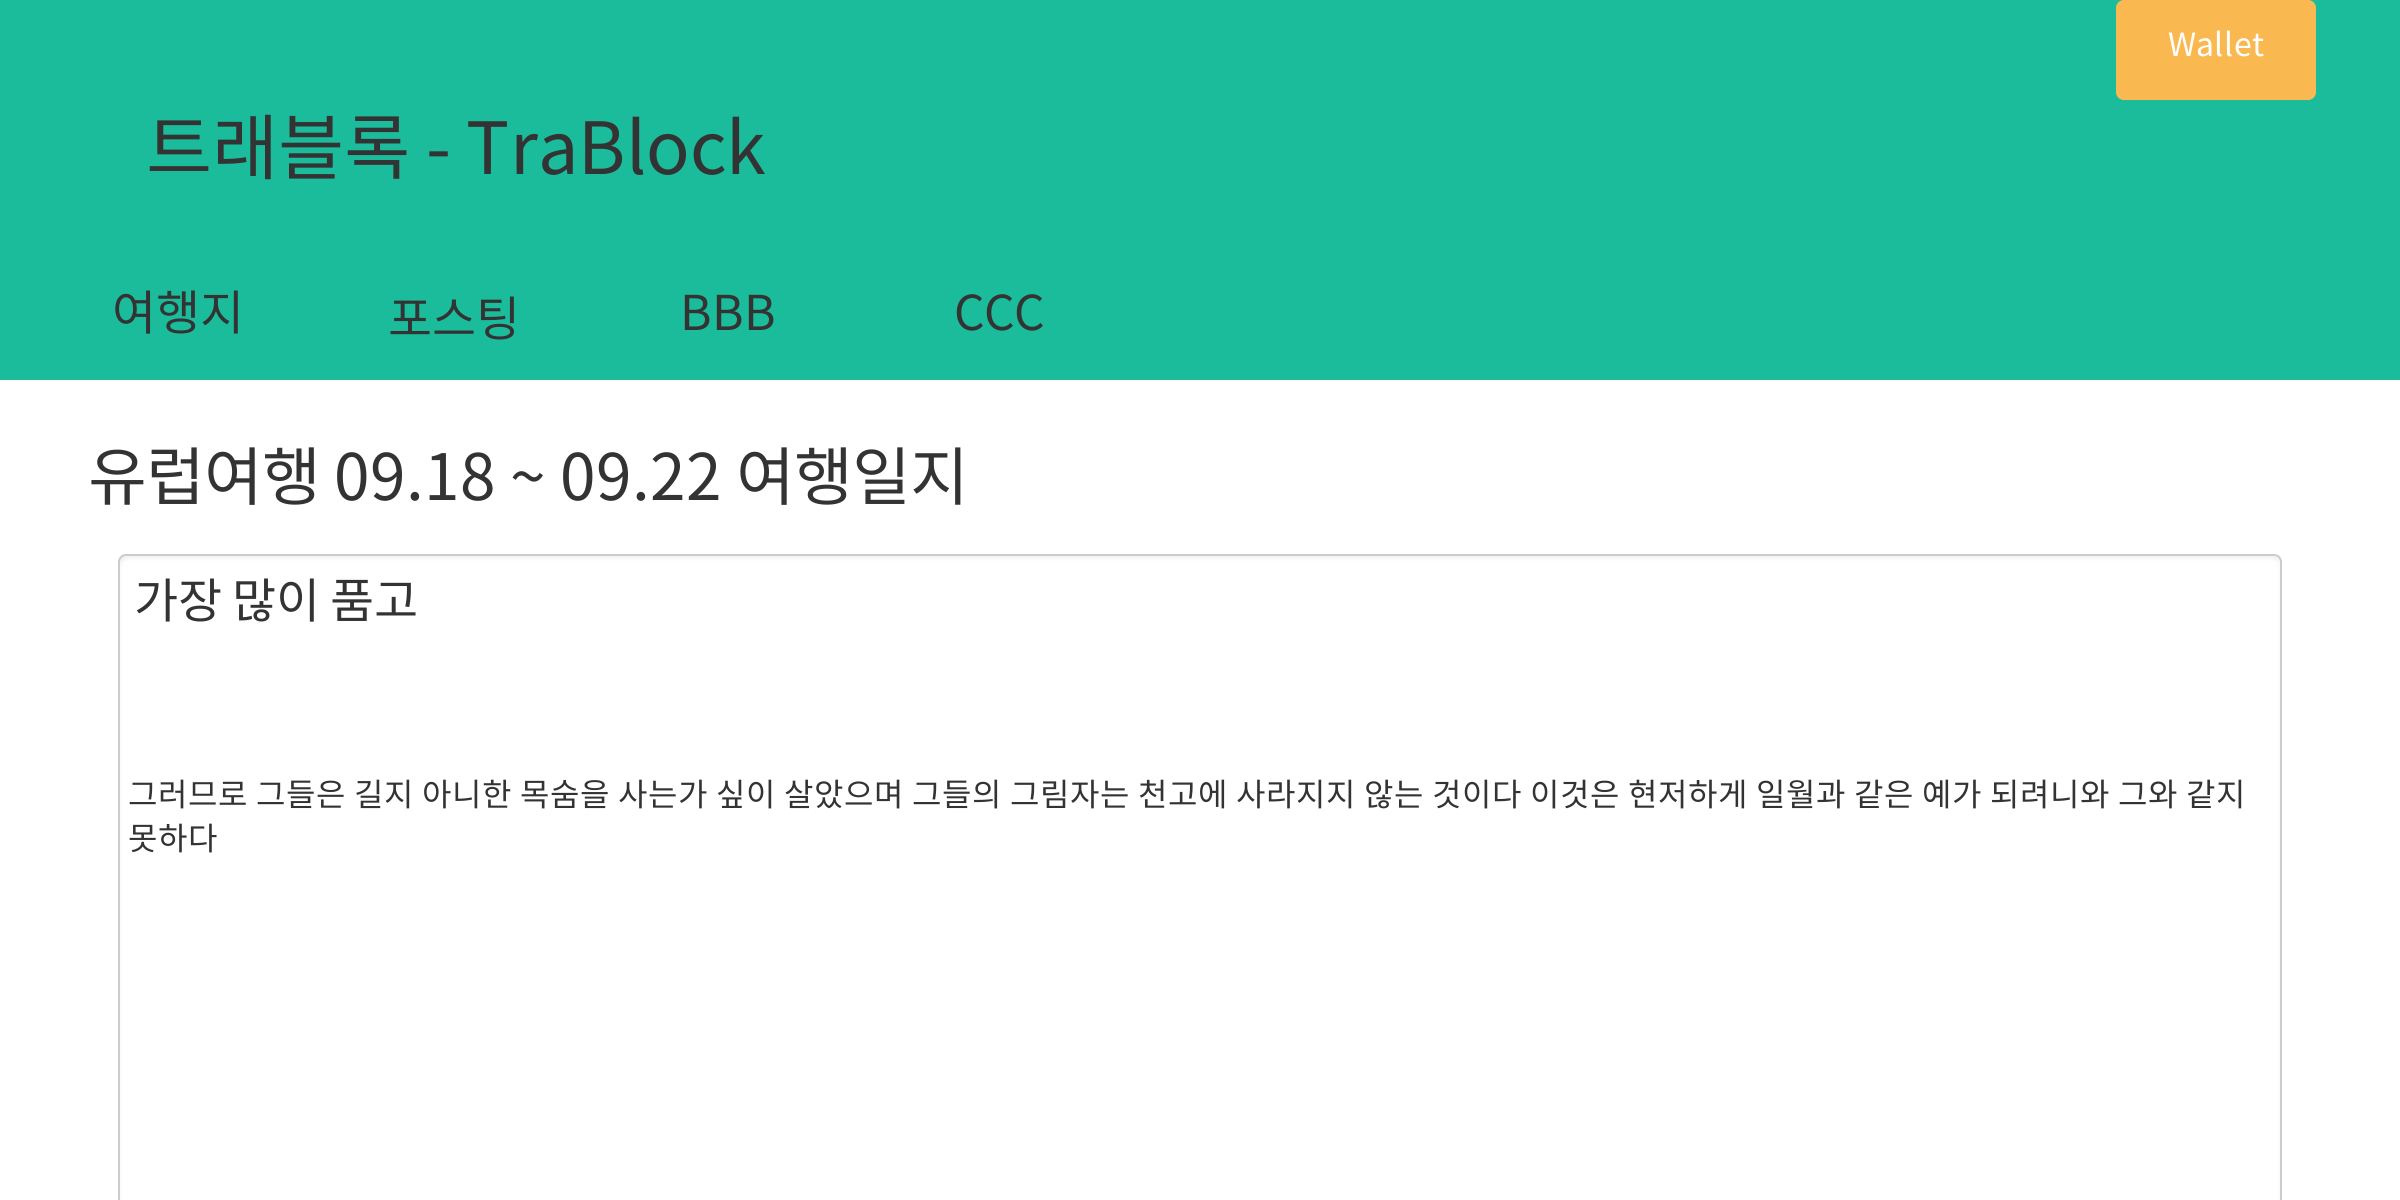 Wallet
트래블록 - TraBlock
여행지 포스팅 BBB CCC
유럽여행 09.18 ~ 09.22 여행일지
가장 많이 품고
그러므로 그들은 길지 아니한 목숨을 사는가 싶이 살았으며 그들의 그림자는 천고에 사라지지 않는 것이다 이것은 현저하게 일월과 같은 예가 되려니와 그와 같지
못하다